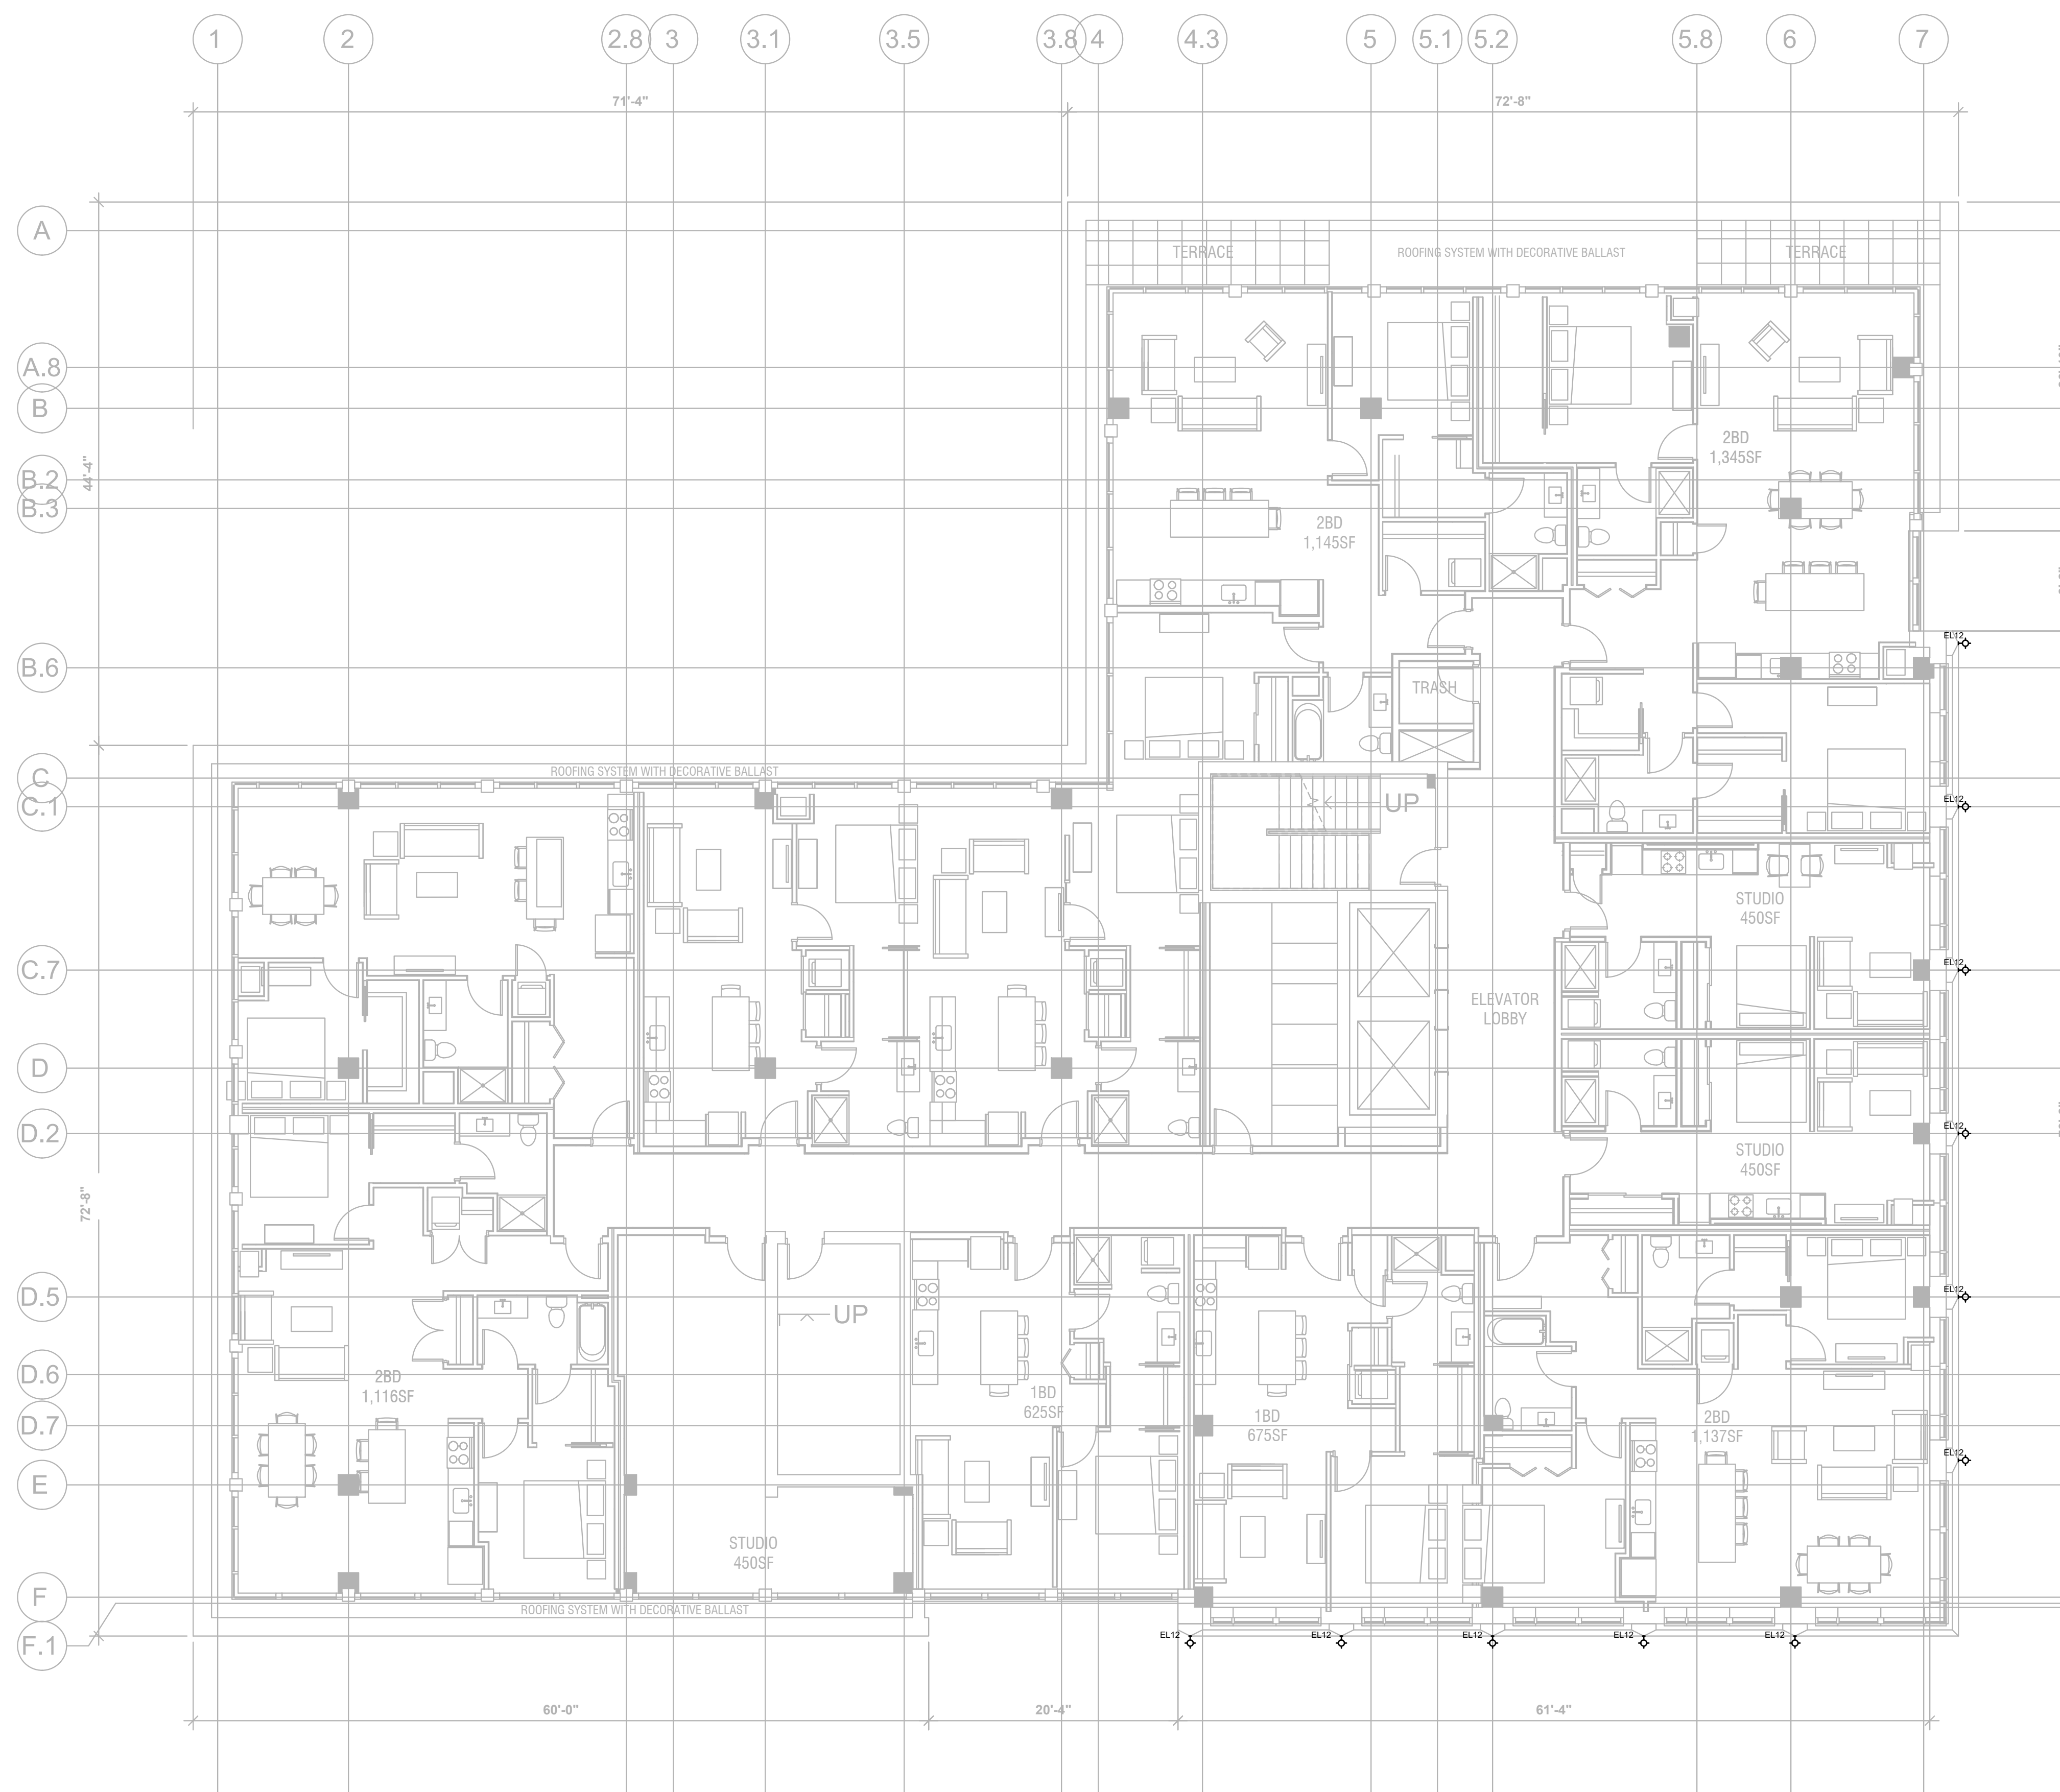 1 2 2.8 3 3.1 3.5 3.8 4 4.3 5 5.1 5.2 5.8 6 7
71'-4" 72'-8"
A
TERRACE ROOFING SYSTEM WITH DECORATIVE BALLAST TERRACE
A.8
B
2BD
1,345SF
44'-4"
B.2
B.3
2BD
1,145SF
EL12
B.6
TRASH
C
ROOFING SYSTEM WITH DECORATIVE BALLAST
C.1
UP
EL12
STUDIO
450SF
C.7
EL12
ELEVATOR
LOBBY
D
D.2
EL12
STUDIO
450SF
72'-8"
D.5
EL12
UP
D.6
2BD
1,116SF
1BD
625SF
1BD
675SF
2BD
1,137SF
D.7
EL12
E
STUDIO
450SF
F
ROOFING SYSTEM WITH DECORATIVE BALLAST
F.1
EL12 EL12 EL12 EL12 EL12
60'-0" 20'-4" 61'-4"